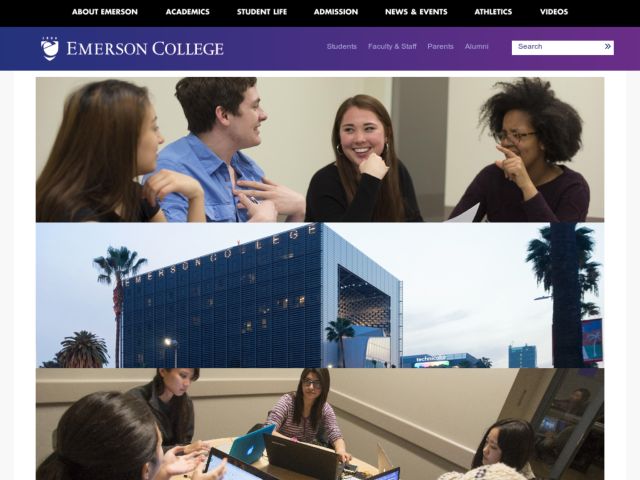 ABOUT EMERSON ACADEMICS STUDENT LIFE ADMISSION NEWS & EVENTS ATHLETICS VIDEOS
EMERSON COLLEGE
Students Faculty & Staff Parents Alumni Search »
EMERSON COLLEGE
technicolor